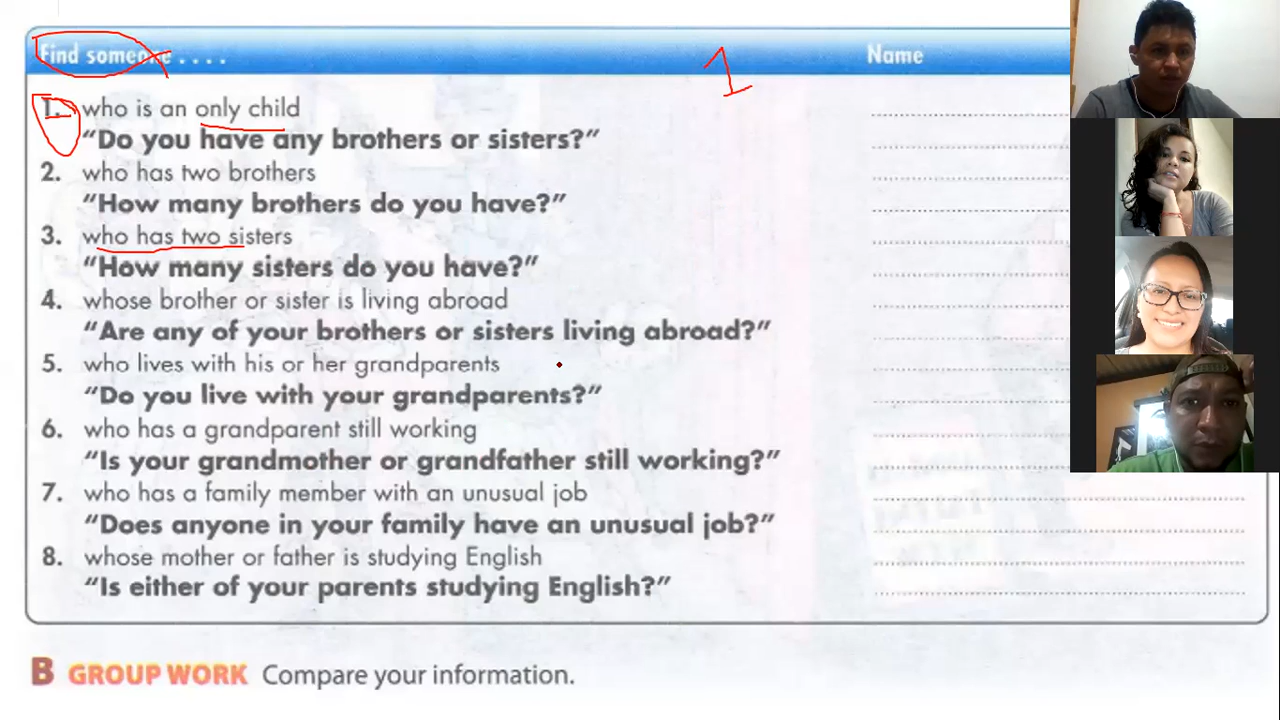 Find someone . . . .
Name
1
1. who is an only child
“Do you have any brothers or sisters?”
2. who has two brothers
“How many brothers do you have?”
3. who has two sisters
“How many sisters do you have?”
4. whose brother or sister is living abroad
“Are any of your brothers or sisters living abroad?”
5. who lives with his or her grandparents
“Do you live with your grandparents?”
6. who has a grandparent still working
“Is your grandmother or grandfather still working?”
7. who has a family member with an unusual job
“Does anyone in your family have an unusual job?”
8. whose mother or father is studying English
“Is either of your parents studying English?”
B GROUP WORK Compare your information.